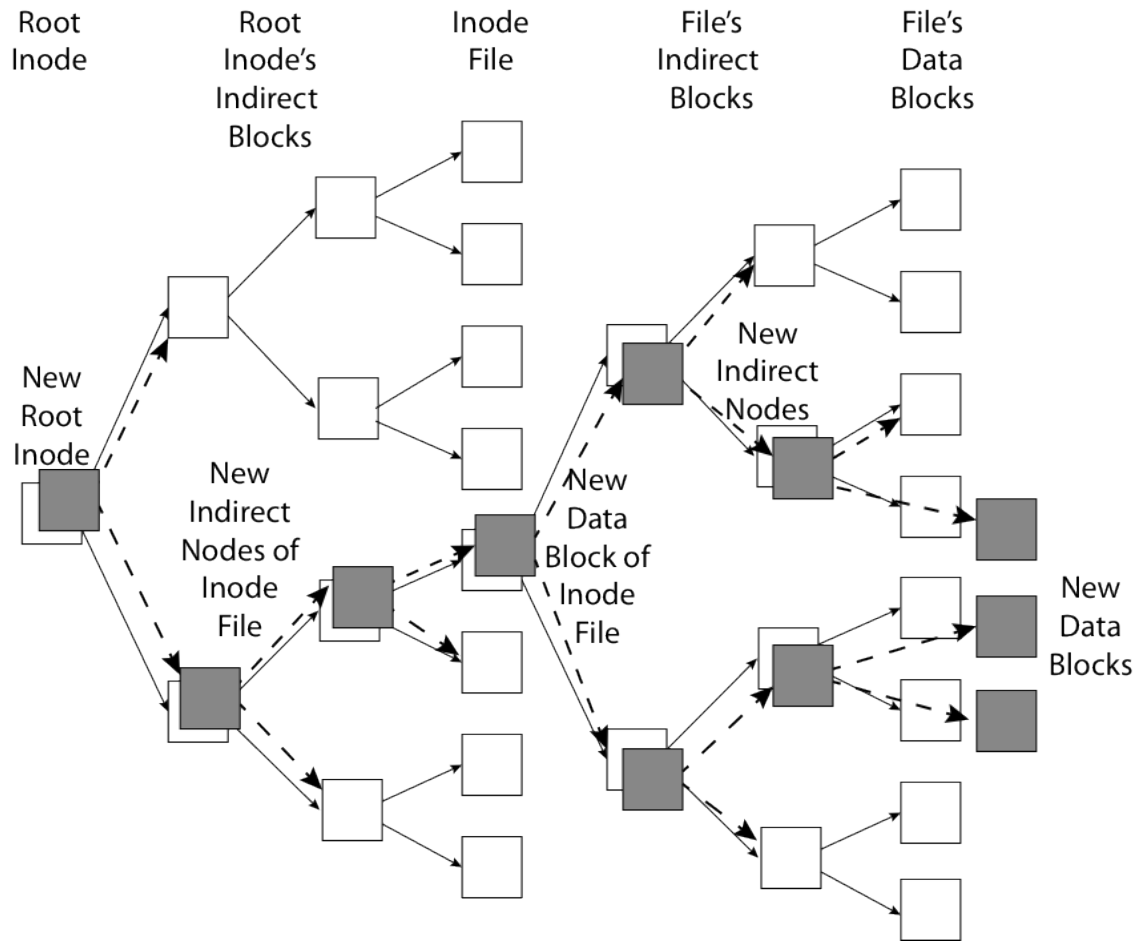 Root
Inode
Root
Inode’s
Indirect
Blocks
Inode
File
File’s
Indirect
Blocks
File’s
Data
Blocks
New
Root
Inode
New
Indirect
Nodes of
Inode
File
New
Data
Block of
Inode
File
New
Indirect
Nodes
New
Data
Blocks